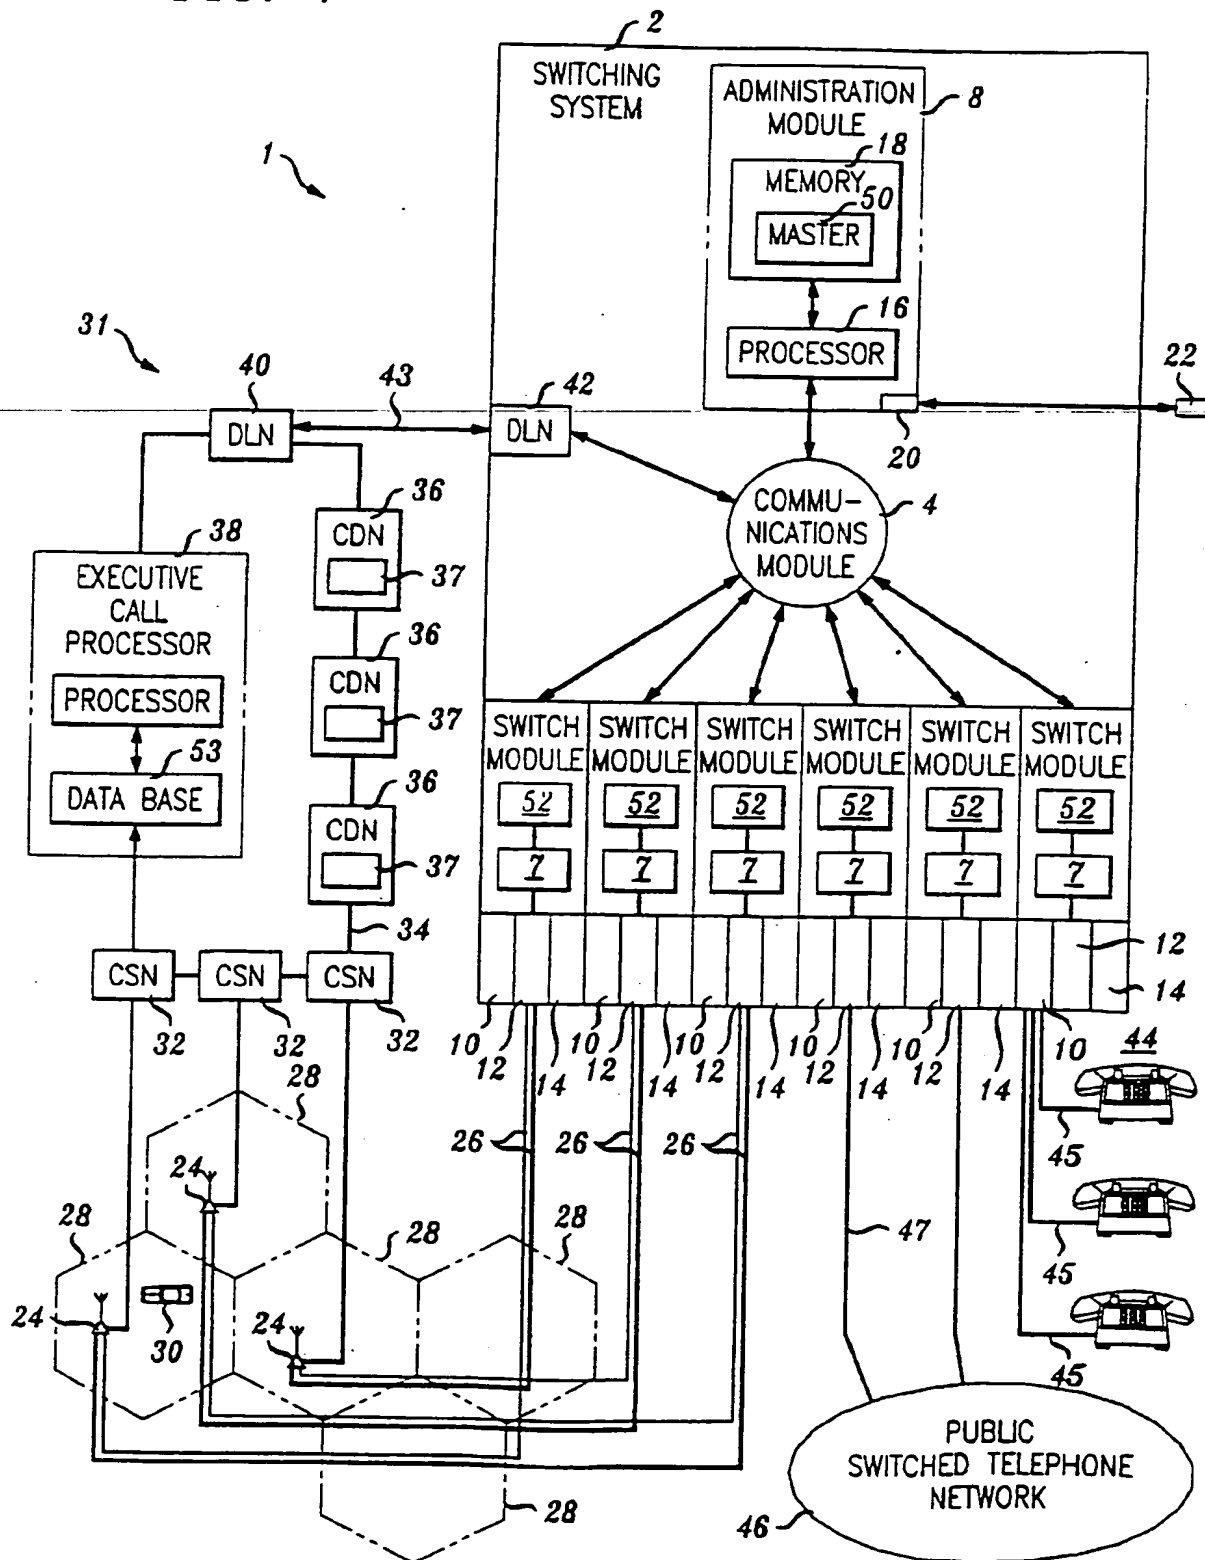 2
SWITCHING
SYSTEM
ADMINISTRATION
MODULE
8
1
18
MEMORY
50
MASTER
16
PROCESSOR
31
40
43
42
22
DLN
DLN
20
36
COMMU-
NICATIONS
MODULE
4
38
CDN
EXECUTIVE
CALL
PROCESSOR
37
36
PROCESSOR
CDN
37
53
DATA BASE
36
CDN
37
SWITCH
MODULE
SWITCH
MODULE
SWITCH
MODULE
SWITCH
MODULE
SWITCH
MODULE
SWITCH
MODULE
52 52 52 52 52 52
7 7 7 7 7 7
34
12
CSN CSN CSN
14
32 32 32
10 12 14 10 12 14 10 12 14 10 12 14 10 12 14 10
44
28
26 26 26
45
24
28
28
28
47
45
24
30
24
45
PUBLIC
SWITCHED TELEPHONE
NETWORK
28
46